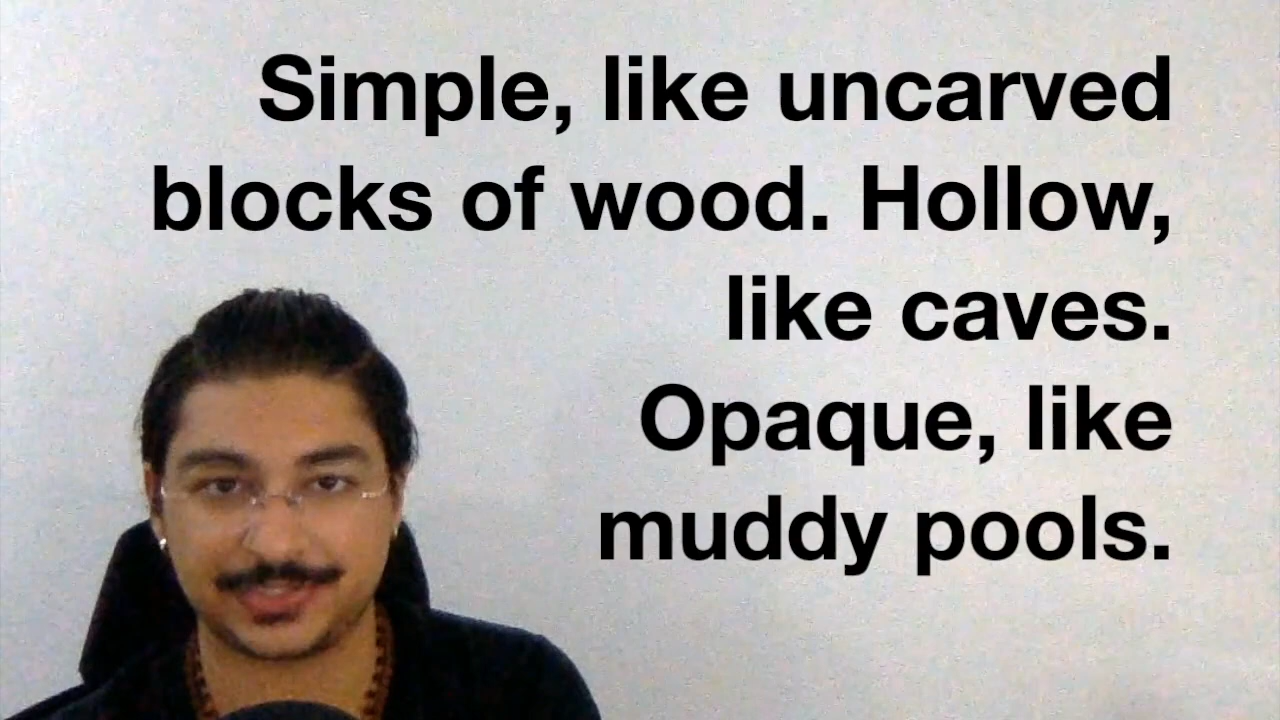 Simple, like uncarved
blocks of wood. Hollow,
like caves.
Opaque, like
muddy pools.